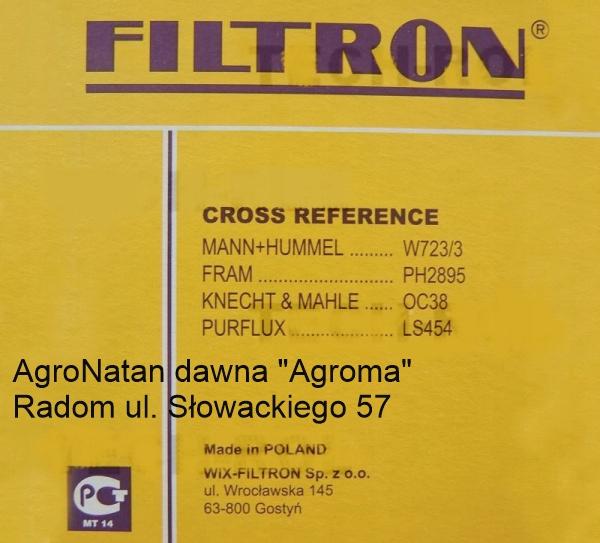 FILTRON®
CROSS REFERENCE
MANN+HUMMEL ......... W723/3
FRAM ........................... PH2895
KNECHT & MAHLE ...... OC38
PURFLUX ..................... LS454
AgroNatan dawna "Agroma"
Radom ul. Słowackiego 57
Made in POLAND
WIX-FILTRON Sp. z o.o.
ul. Wrocławska 145
63-800 Gostyń
PCT
MT 14